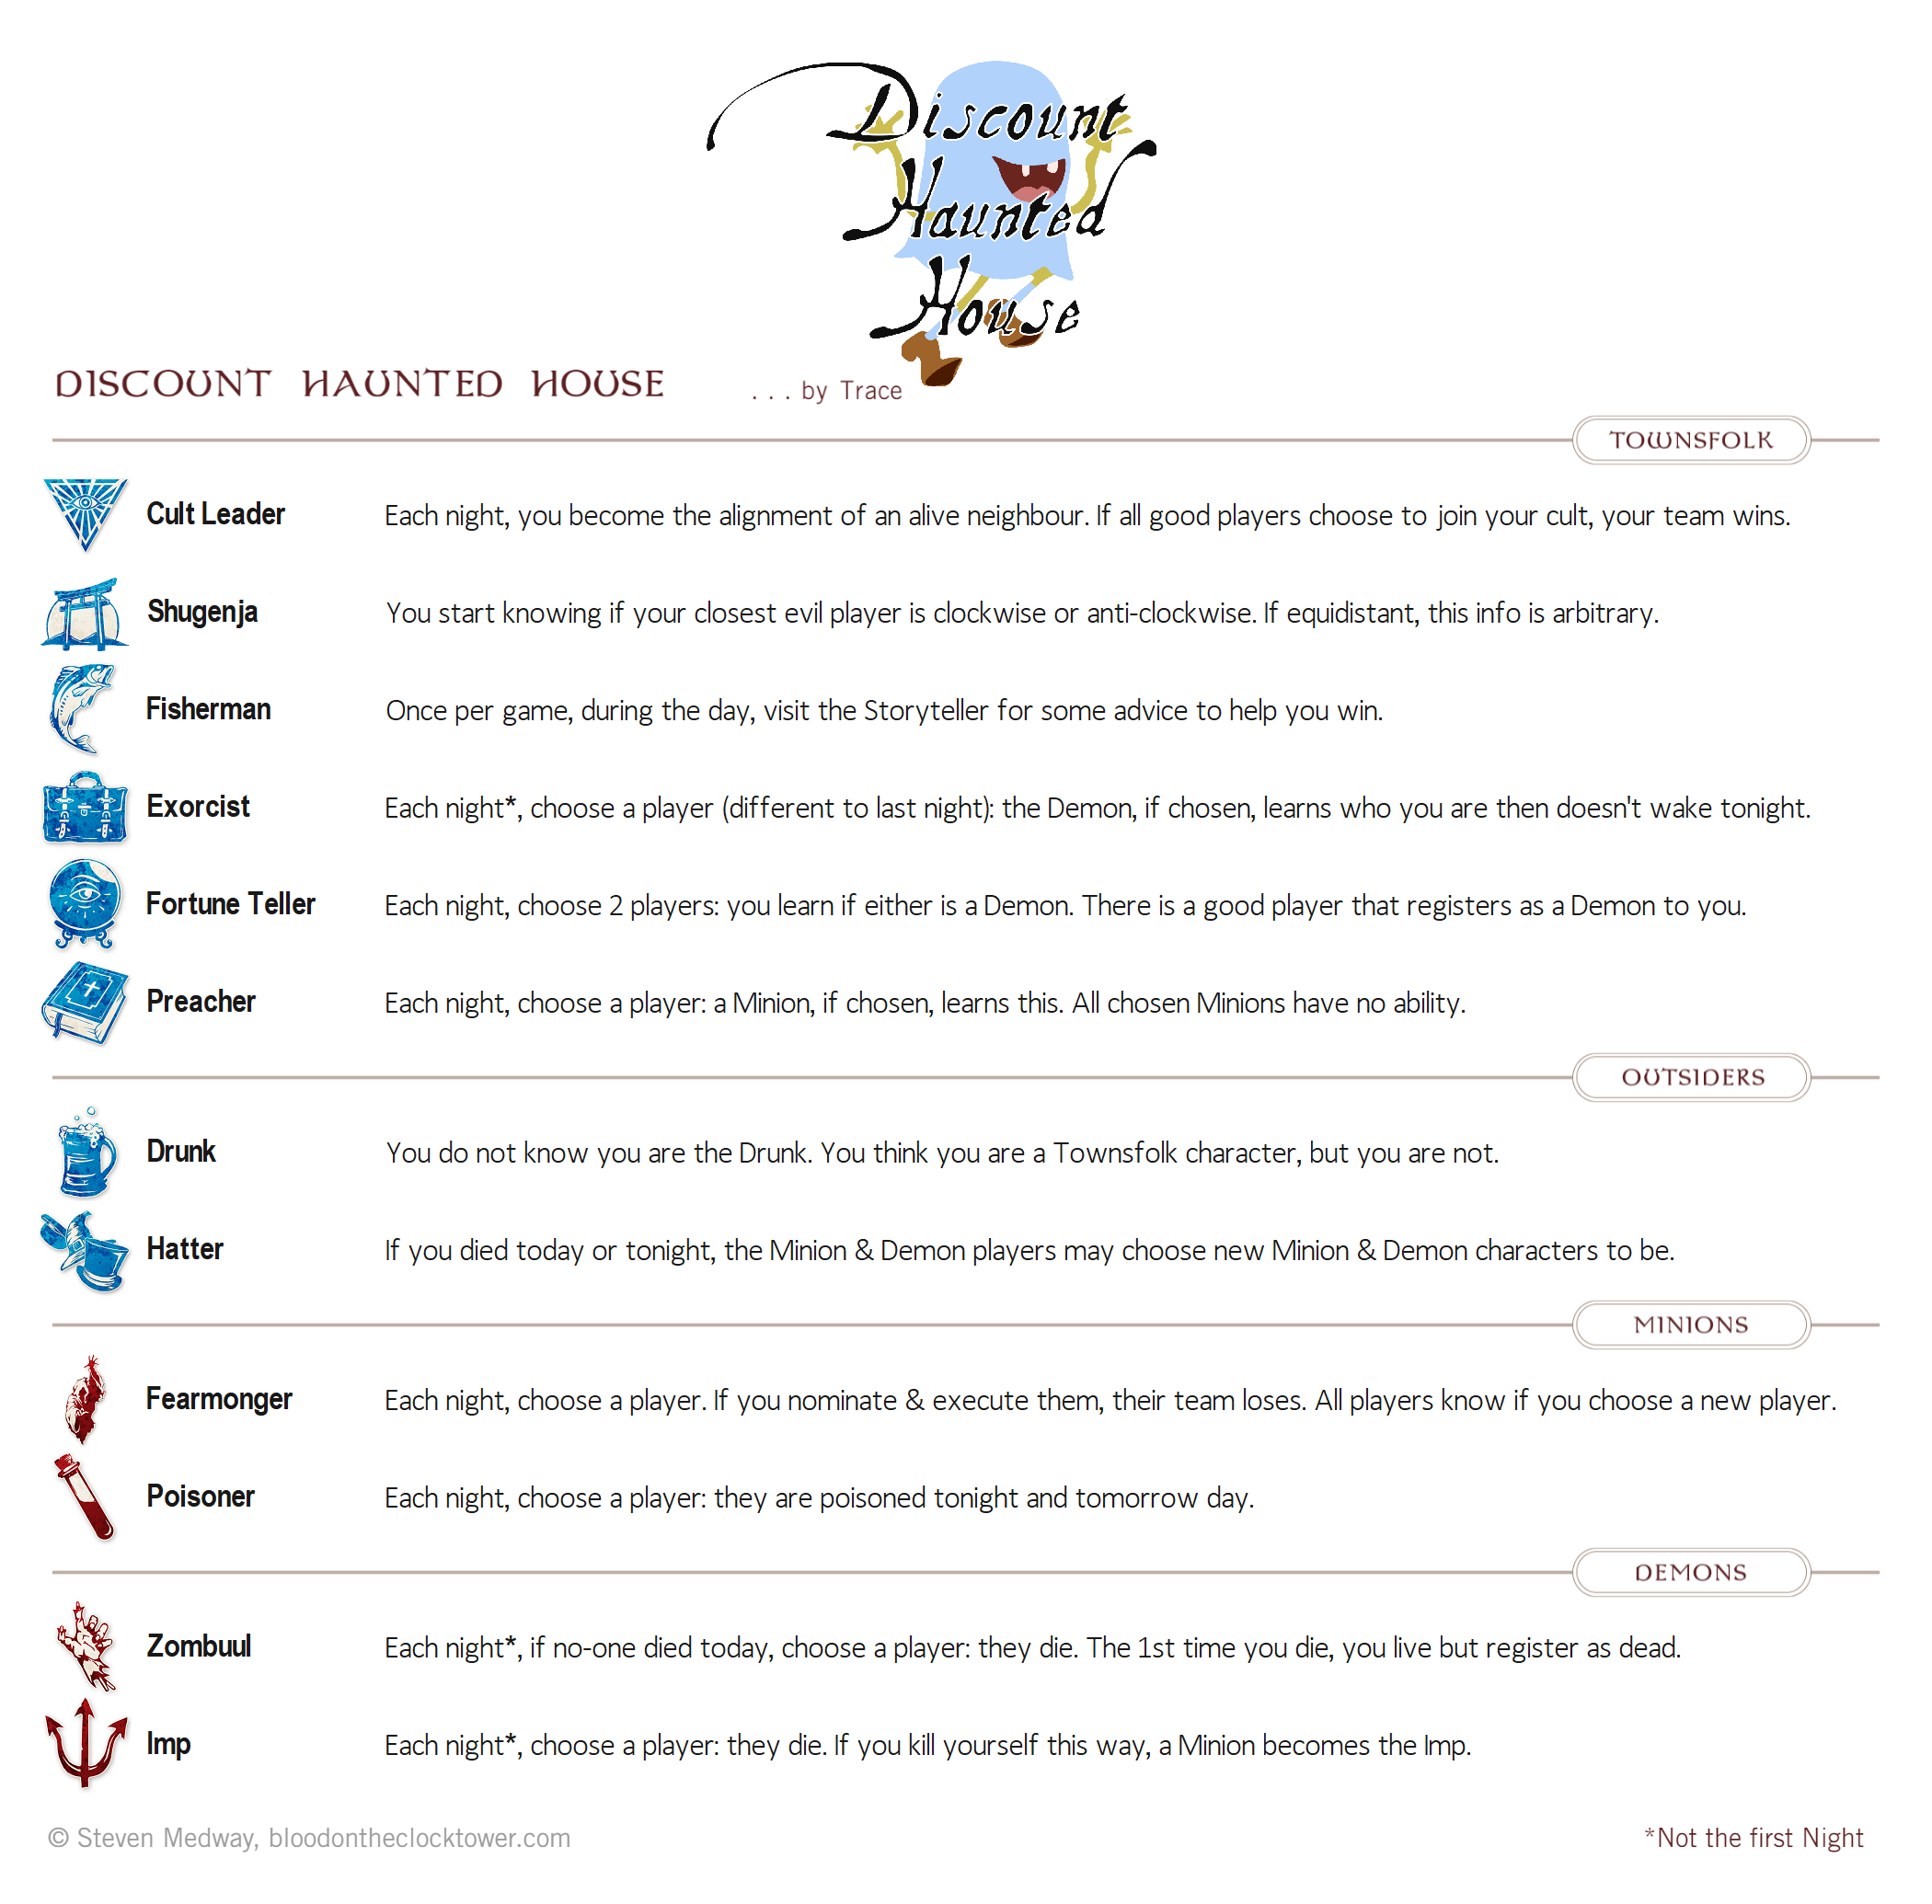 Discount
Haunted
House
DISCOUNT HAUNTED HOUSE . . . by Trace
TOWNSFOLK
Cult Leader Each night, you become the alignment of an alive neighbour. If all good players choose to join your cult, your team wins.
Shugenja You start knowing if your closest evil player is clockwise or anti-clockwise. If equidistant, this info is arbitrary.
Fisherman Once per game, during the day, visit the Storyteller for some advice to help you win.
Exorcist Each night*, choose a player (different to last night): the Demon, if chosen, learns who you are then doesn't wake tonight.
Fortune Teller Each night, choose 2 players: you learn if either is a Demon. There is a good player that registers as a Demon to you.
Preacher Each night, choose a player: a Minion, if chosen, learns this. All chosen Minions have no ability.
OUTSIDERS
Drunk You do not know you are the Drunk. You think you are a Townsfolk character, but you are not.
Hatter If you died today or tonight, the Minion & Demon players may choose new Minion & Demon characters to be.
MINIONS
Fearmonger Each night, choose a player. If you nominate & execute them, their team loses. All players know if you choose a new player.
Poisoner Each night, choose a player: they are poisoned tonight and tomorrow day.
DEMONS
Zombuul Each night*, if no-one died today, choose a player: they die. The 1st time you die, you live but register as dead.
Imp Each night*, choose a player: they die. If you kill yourself this way, a Minion becomes the Imp.
© Steven Medway, bloodontheclocktower.com *Not the first Night